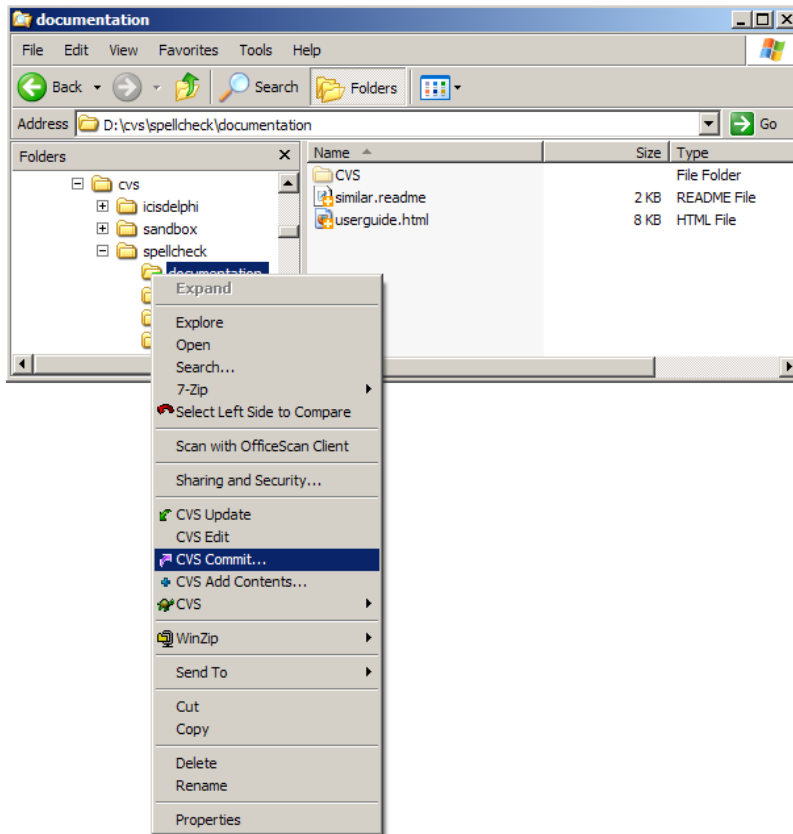 documentation
File Edit View Favorites Tools Help
Back Search Folders
Address D:\cvs\spellcheck\documentation Go
Folders Name Size Type
cvs CVS File Folder
icisdelphi similar.readme 2 KB README File
sandbox userguide.html 8 KB HTML File
spellcheck
documentation
Expand
Explore
Open
Search...
7-Zip
Select Left Side to Compare
Scan with OfficeScan Client
Sharing and Security...
CVS Update
CVS Edit
CVS Commit...
CVS Add Contents...
CVS
WinZip
Send To
Cut
Copy
Delete
Rename
Properties